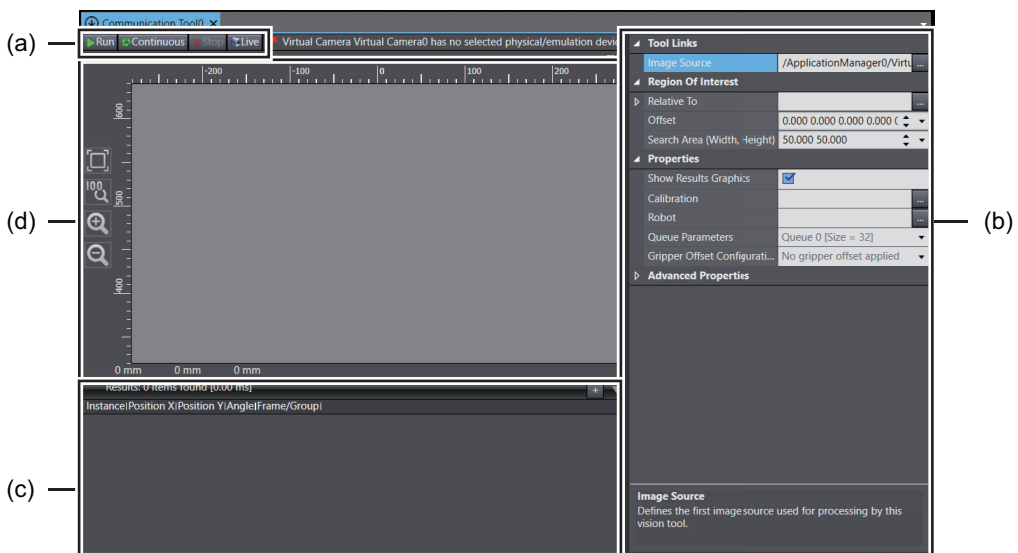 Communication Tool0 ×
(a)
Run Continuous Stop Live Virtual Camera Virtual Camera0 has no selected physical/emulation devi
-200 -100 0 100 200
600
500
400
100
(d)
0 mm 0 mm 0 mm
Results: 0 Items found [0.00 ms] +
Instance|Position X|Position Y|Angle|Frame/Group|
(c)
Tool Links
Image Source /ApplicationManager0/Virtu ...
Region Of Interest
Relative To ...
Offset 0.000 0.000 0.000 0.000 (
Search Area (Width, Height) 50.000 50.000
Properties
Show Results Graphics
Calibration ...
Robot ...
(b)
Queue Parameters Queue 0 [Size = 32]
Gripper Offset Configurati... No gripper offset applied
Advanced Properties
Image Source
Defines the first image source used for processing by this
vision tool.